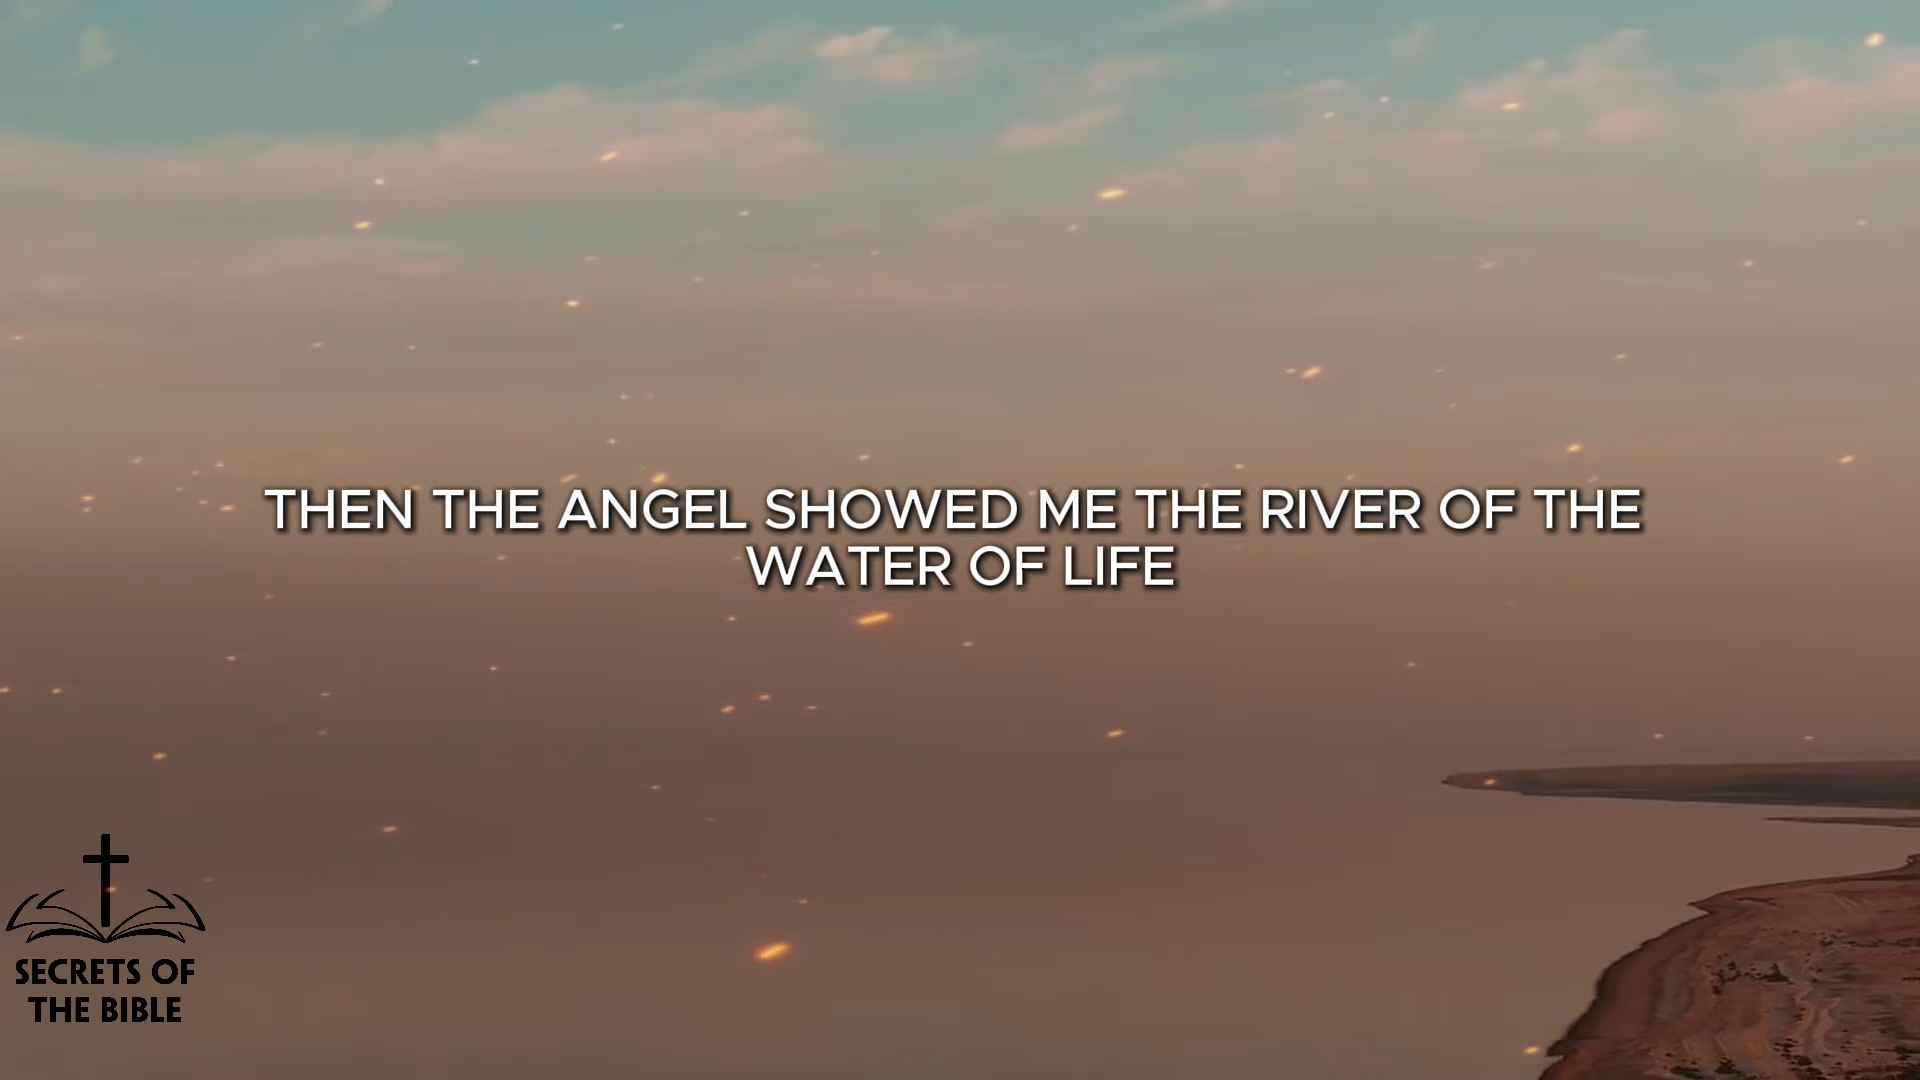 THEN THE ANGEL SHOWED ME THE RIVER OF THE
WATER OF LIFE
SECRETS OF
THE BIBLE